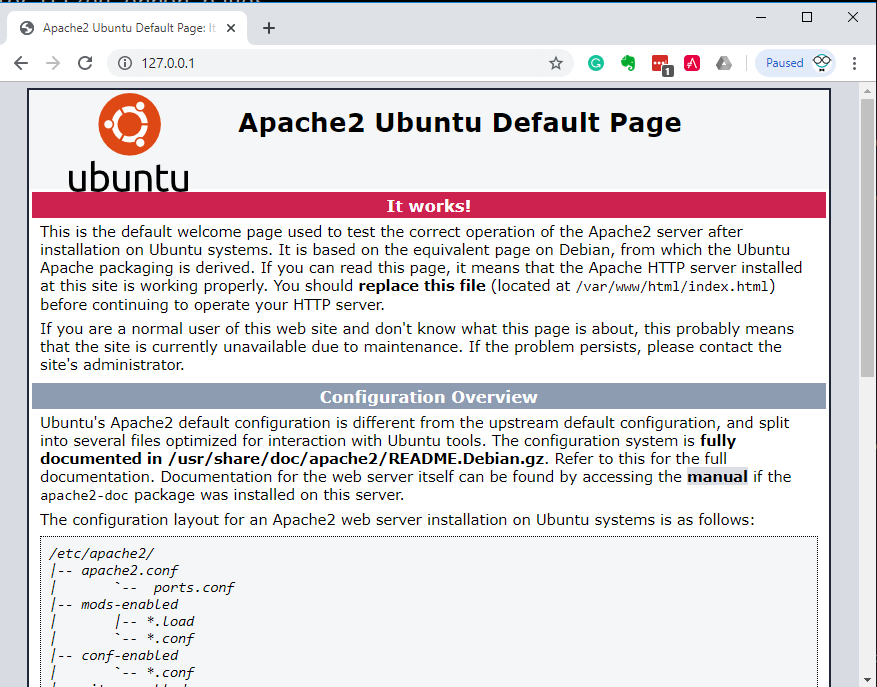 Apache2 Ubuntu Default Page: It
127.0.0.1
1
Paused
ubuntu
Apache2 Ubuntu Default Page
It works!
This is the default welcome page used to test the correct operation of the Apache2 server after
installation on Ubuntu systems. It is based on the equivalent page on Debian, from which the Ubuntu
Apache packaging is derived. If you can read this page, it means that the Apache HTTP server installed
at this site is working properly. You should replace this file (located at /var/www/html/index.html)
before continuing to operate your HTTP server.
If you are a normal user of this web site and don't know what this page is about, this probably means
that the site is currently unavailable due to maintenance. If the problem persists, please contact the
site's administrator.
Configuration Overview
Ubuntu's Apache2 default configuration is different from the upstream default configuration, and split
into several files optimized for interaction with Ubuntu tools. The configuration system is fully
documented in /usr/share/doc/apache2/README.Debian.gz. Refer to this for the full
documentation. Documentation for the web server itself can be found by accessing the manual if the
apache2-doc package was installed on this server.
The configuration layout for an Apache2 web server installation on Ubuntu systems is as follows:
/etc/apache2/
|-- apache2.conf
|       `--  ports.conf
|-- mods-enabled
|       |-- *.load
|       `-- *.conf
|-- conf-enabled
|       `-- *.conf